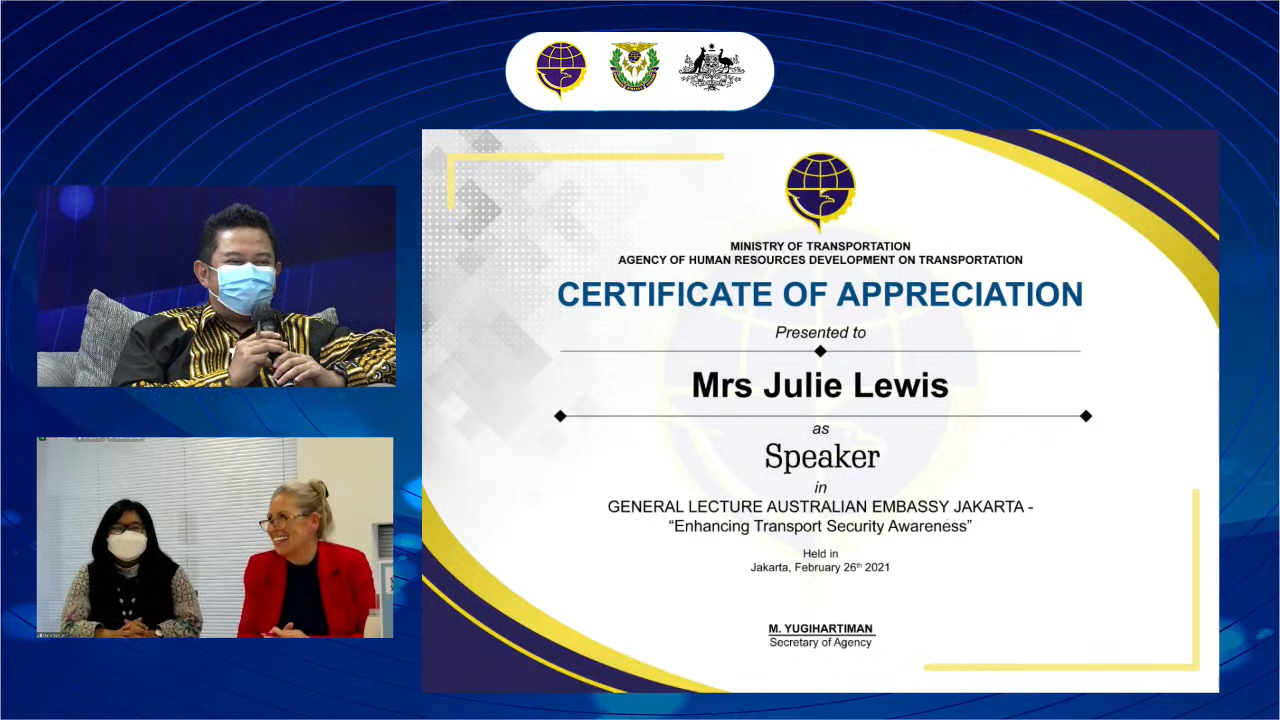 MINISTRY OF TRANSPORTATION
AGENCY OF HUMAN RESOURCES DEVELOPMENT ON TRANSPORTATION
CERTIFICATE OF APPRECIATION
Presented to
Mrs Julie Lewis
as
Speaker
in
GENERAL LECTURE AUSTRALIAN EMBASSY JAKARTA -
“Enhancing Transport Security Awareness”
Held in
Jakarta, February 26th 2021
M. YUGIHARTIMAN
Secretary of Agency